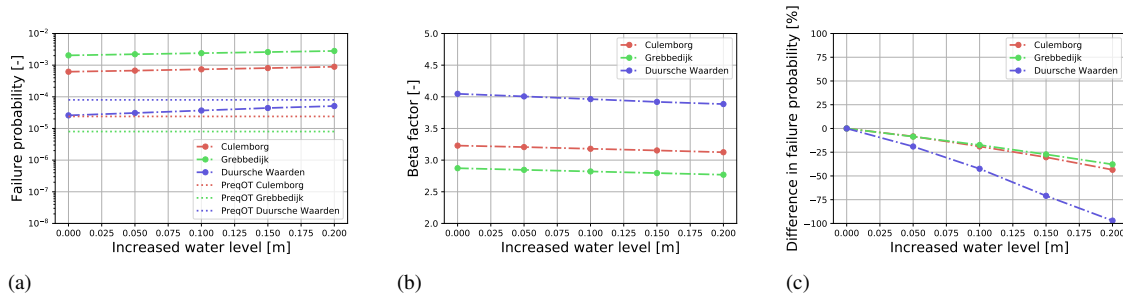 Failure probability [-]
10⁻²
10⁻³
10⁻⁴
10⁻⁵
10⁻⁶
10⁻⁷
10⁻⁸
Culemborg
Grebbedijk
Duursche Waarden
PreqOT Culemborg
PreqOT Grebbedijk
PreqOT Duursche Waarden
0.000 0.025 0.050 0.075 0.100 0.125 0.150 0.175 0.200
Increased water level [m]
(a)
Beta factor [-]
5.0
4.5
4.0
3.5
3.0
2.5
2.0
Culemborg
Grebbedijk
Duursche Waarden
0.000 0.025 0.050 0.075 0.100 0.125 0.150 0.175 0.200
Increased water level [m]
(b)
Difference in failure probability [%]
100
75
50
25
0
−25
−50
−75
−100
Culemborg
Grebbedijk
Duursche Waarden
0.000 0.025 0.050 0.075 0.100 0.125 0.150 0.175 0.200
Increased water level [m]
(c)